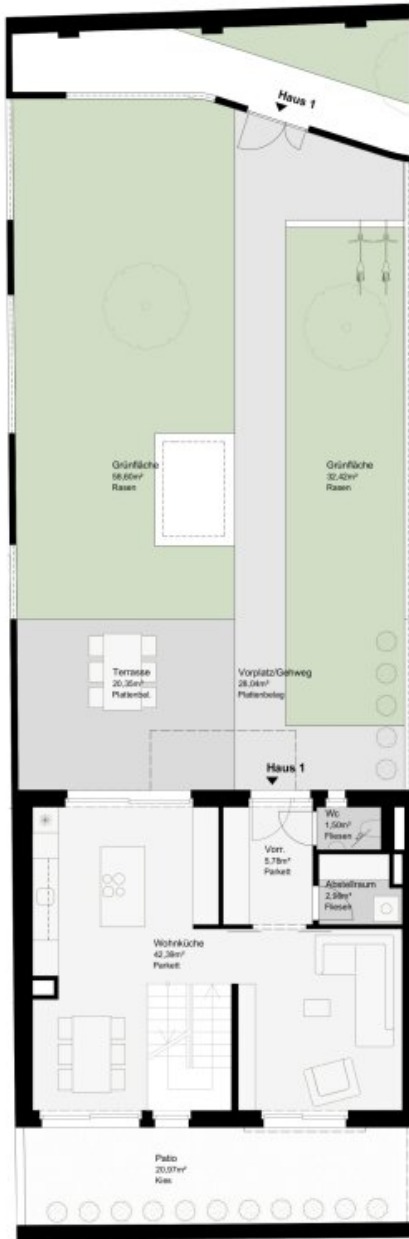 Haus 1
Grünfläche
58,60m²
Rasen
Grünfläche
32,42m²
Rasen
Terrasse
20,35m²
Plattenbel.
Vorplatz/Gehweg
28,04m²
Plattenbeleg
Haus 1
Wc
1,50m²
Fliesen
Vorr.
5,78m²
Parkett
Abstellraum
2,98m²
Fliesen
Wohnküche
42,39m²
Parkett
Patio
20,97m²
Kies